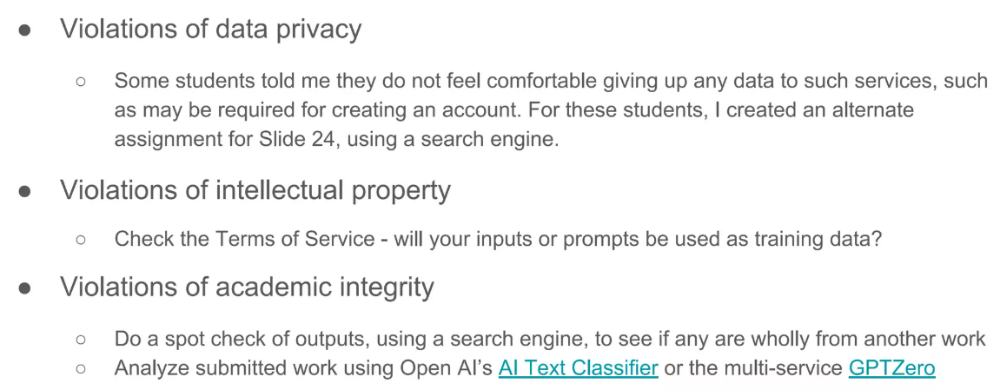 ● Violations of data privacy
○ Some students told me they do not feel comfortable giving up any data to such services, such
as may be required for creating an account. For these students, I created an alternate
assignment for Slide 24, using a search engine.
● Violations of intellectual property
○ Check the Terms of Service - will your inputs or prompts be used as training data?
● Violations of academic integrity
○ Do a spot check of outputs, using a search engine, to see if any are wholly from another work
○ Analyze submitted work using Open AI’s AI Text Classifier or the multi-service GPTZero